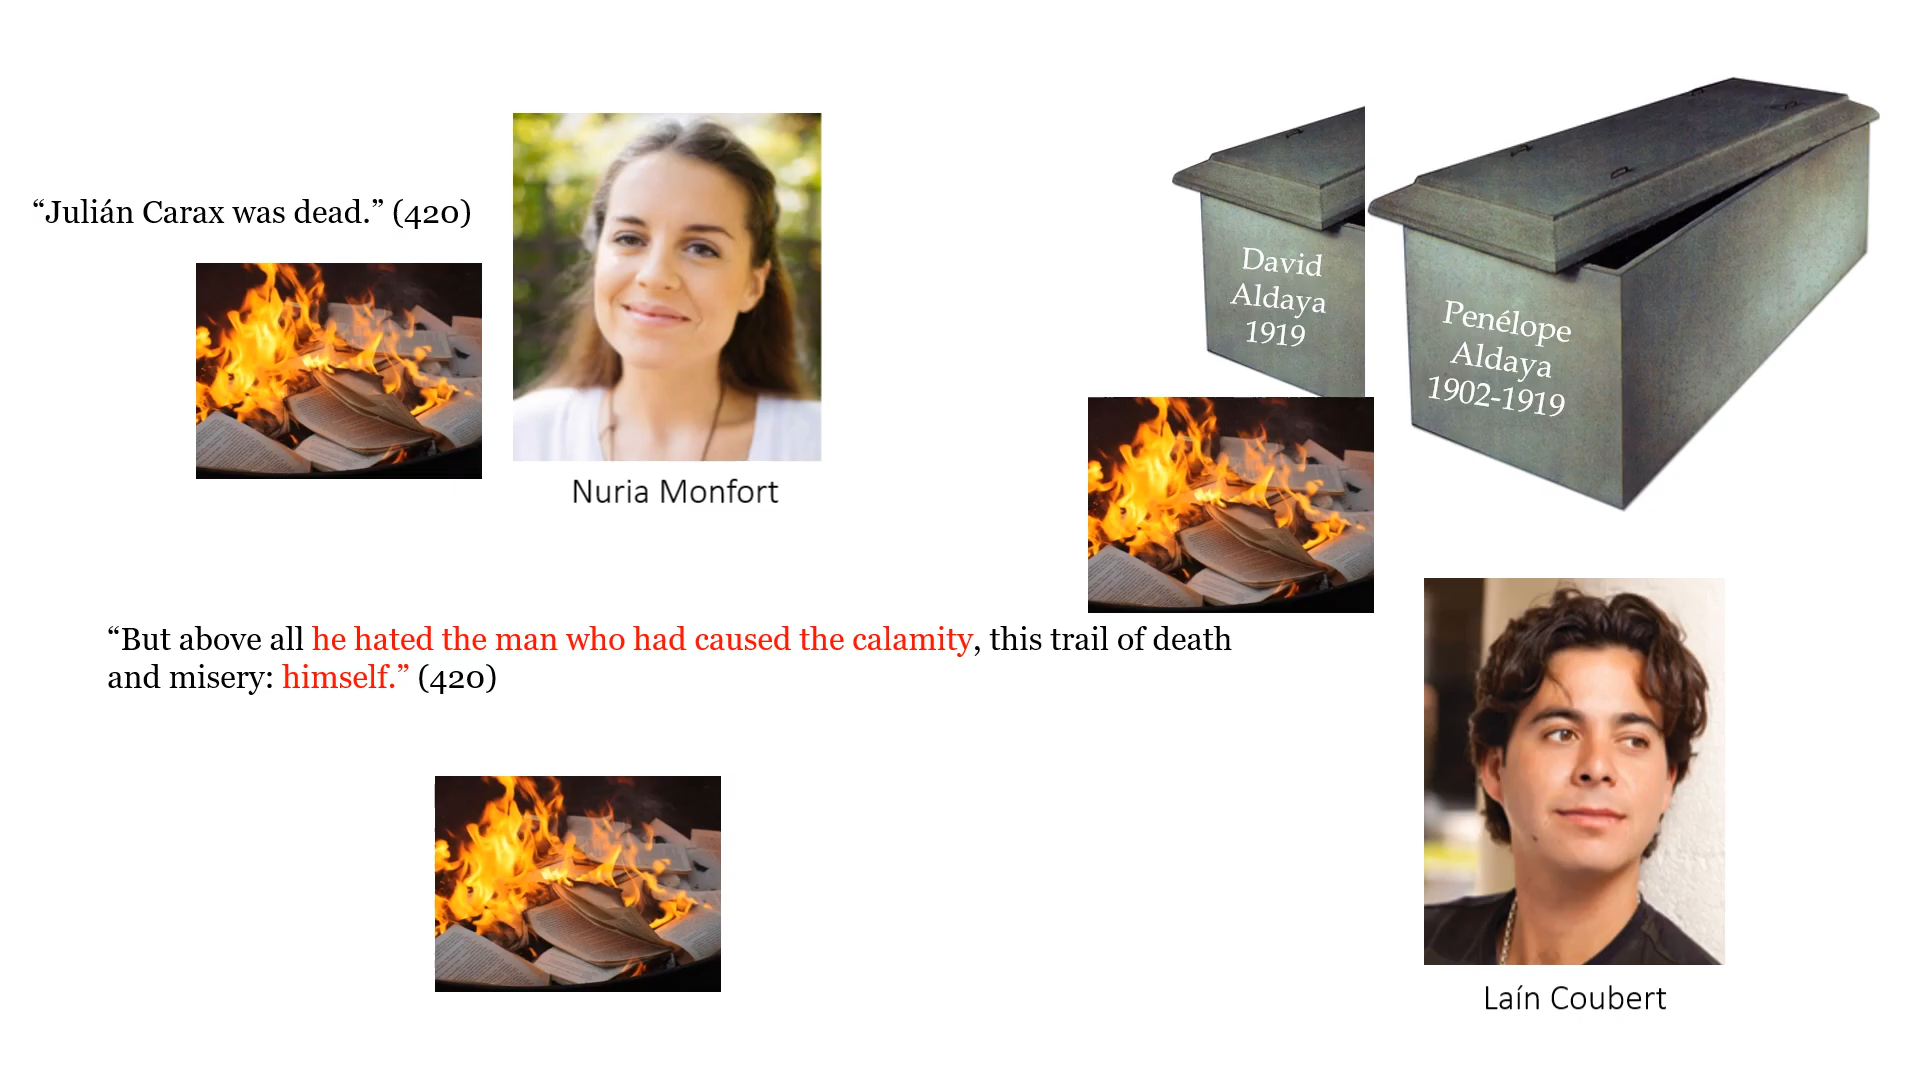 “Julián Carax was dead.” (420)
Nuria Monfort
David
Aldaya
1919
Penélope
Aldaya
1902-1919
“But above all he hated the man who had caused the calamity, this trail of death
and misery: himself.” (420)
Laín Coubert